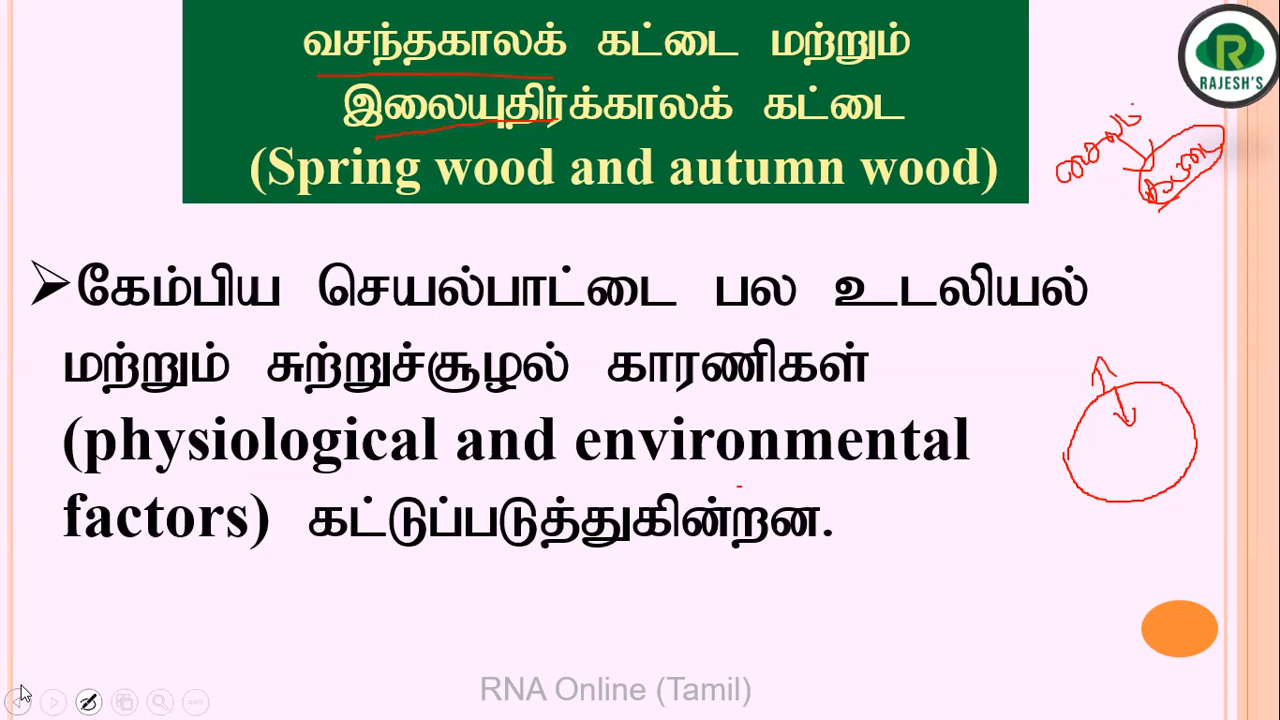 வசந்தகாலக் கட்டை மற்றும்
இலையுதிர்க்காலக் கட்டை
(Spring wood and autumn wood)
R
RAJESH'S
➢கேம்பிய செயல்பாட்டை பல உடலியல்
மற்றும் சுற்றுச்சூழல் காரணிகள்
(physiological and environmental
factors) கட்டுப்படுத்துகின்றன.
RNA Online (Tamil)